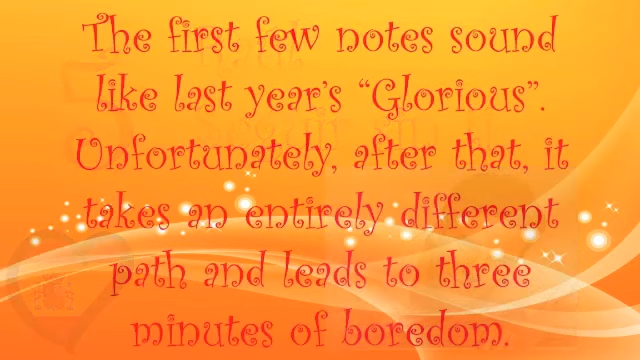 The first few notes sound
like last year's “Glorious”.
Unfortunately, after that, it
takes an entirely different
path and leads to three
minutes of boredom.